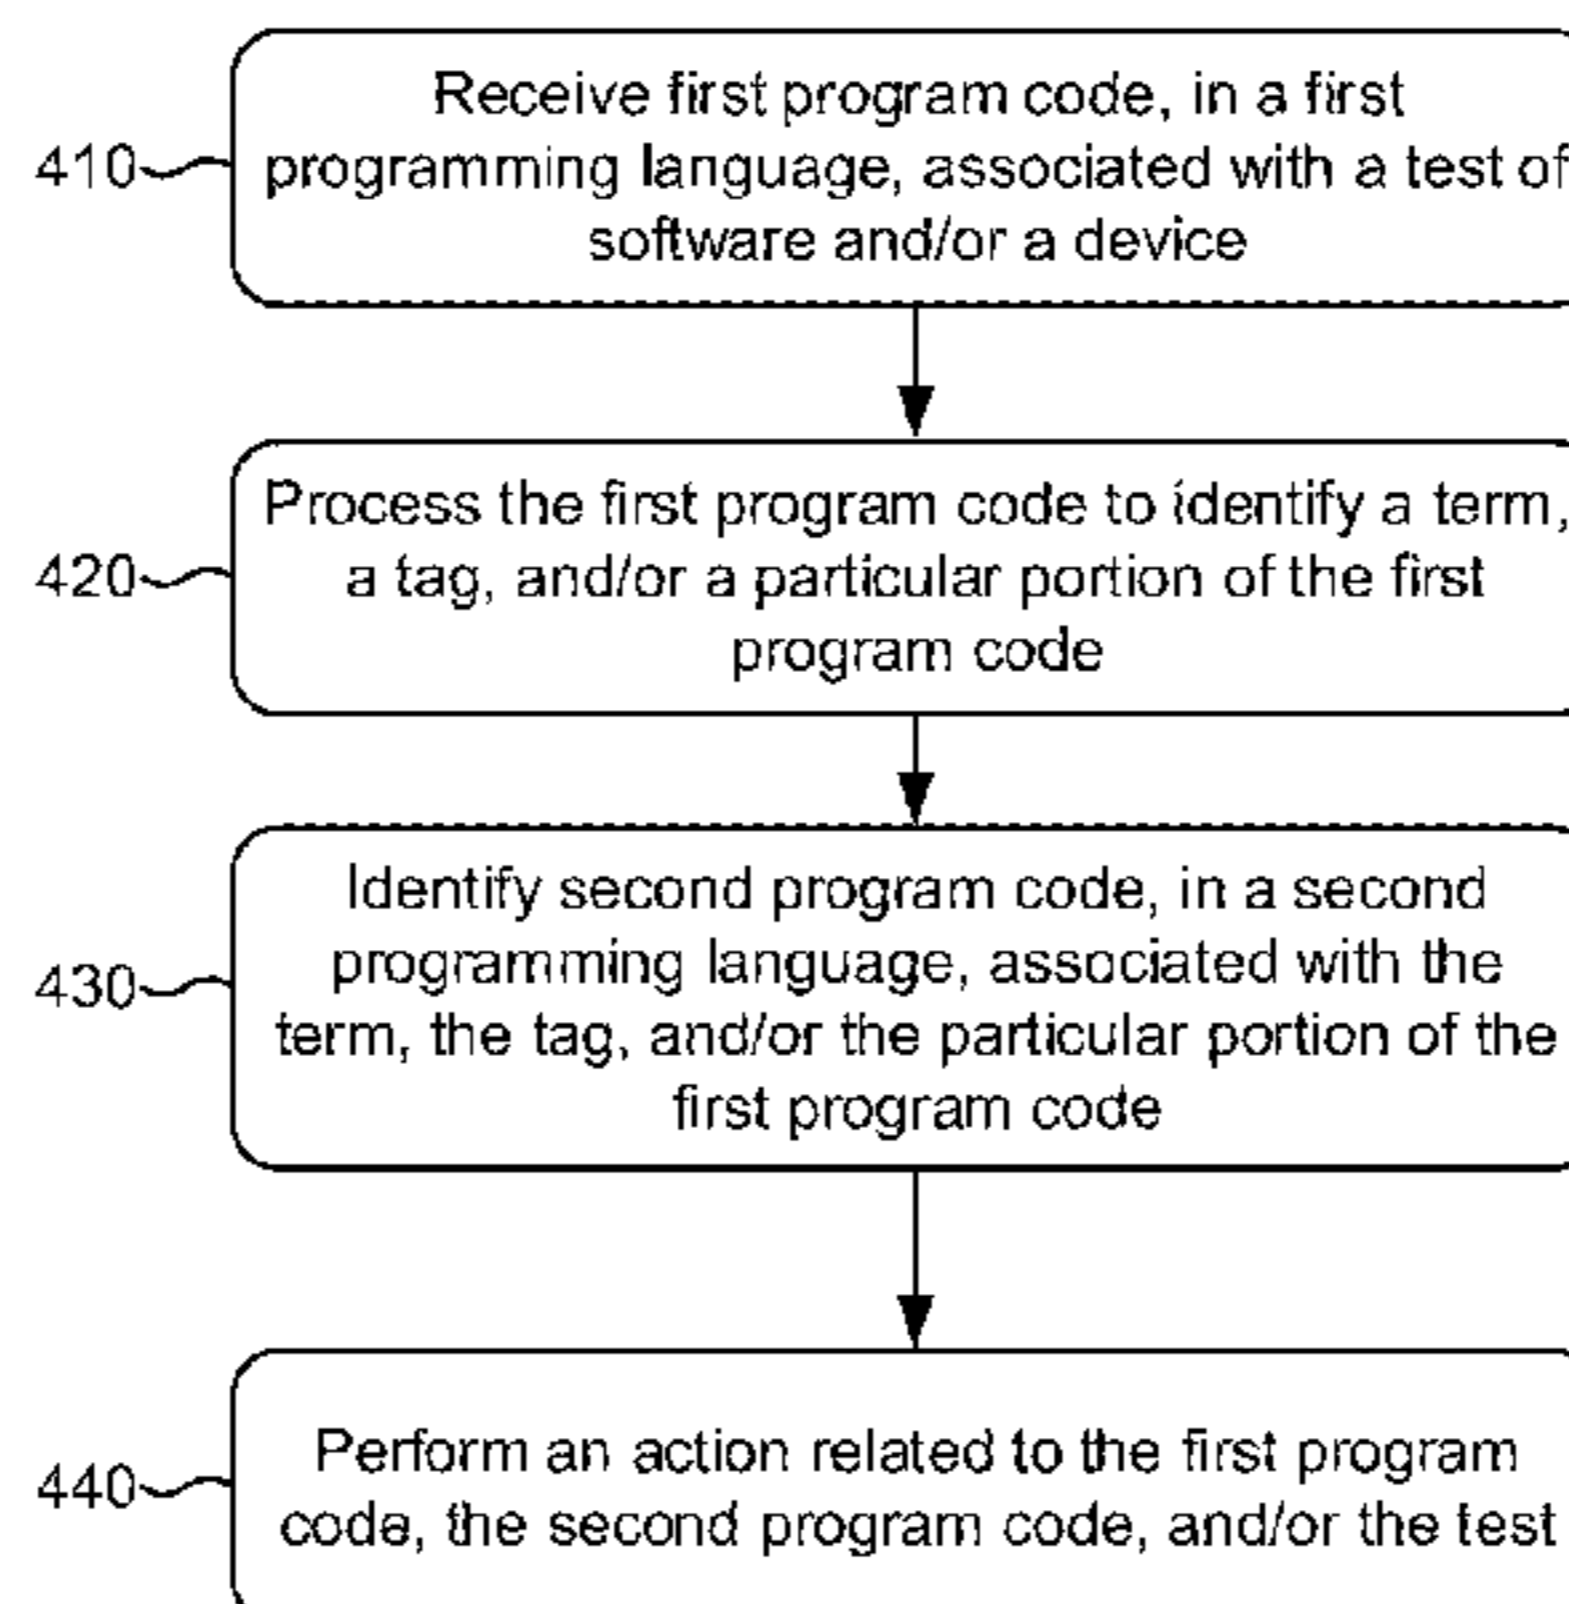 Receive first program code, in a first
410 programming language, associated with a test of
software and/or a device
Process the first program code to identify a term,
420 a tag, and/or a particular portion of the first
program code
Identify second program code, in a second
programming language, associated with the
430 term, the tag, and/or the particular portion of the
first program code
Perform an action related to the first program
440 code, the second program code, and/or the test